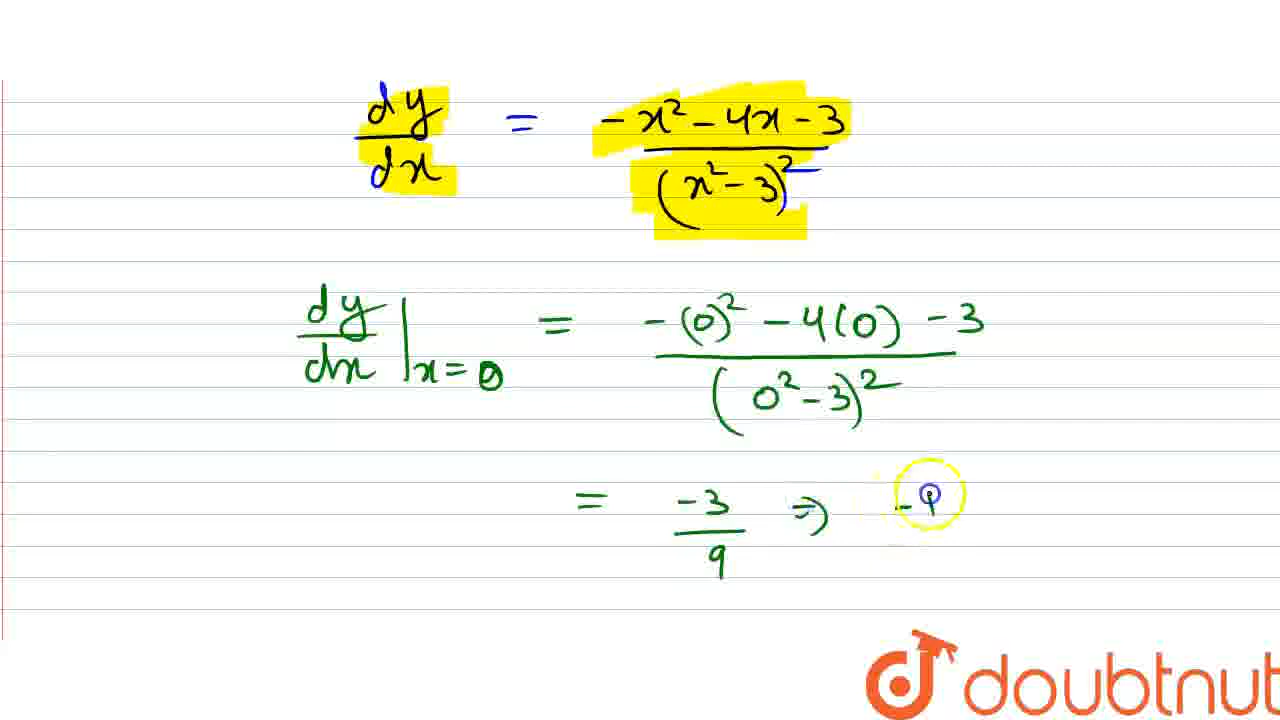 dy/dx = -x² - 4x - 3 / (x² - 3)²
dy/dx |x=0 = -(0)² - 4(0) - 3 / (0² - 3)²
= -3/9 ⇒ -1
doubtnut